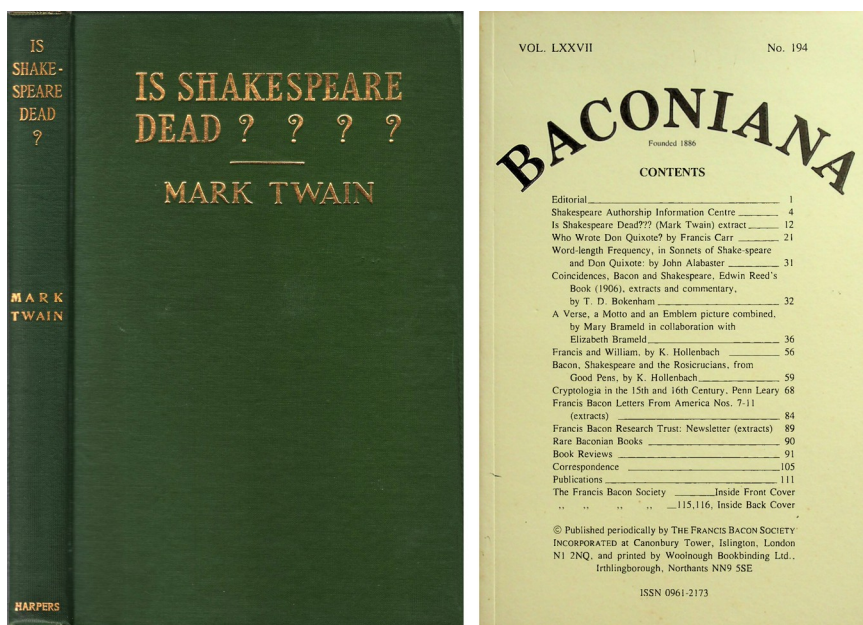 IS
SHAKE-
SPEARE
DEAD
?
MARK
TWAIN
HARPERS
IS SHAKESPEARE
DEAD ? ? ? ?
MARK TWAIN
VOL. LXXVII No. 194
BACONIANA
Founded 1886
CONTENTS
Editorial 1
Shakespeare Authorship Information Centre 4
Is Shakespeare Dead??? (Mark Twain) extract 12
Who Wrote Don Quixote? by Francis Carr 21
Word-length Frequency, in Sonnets of Shake-speare
and Don Quixote: by John Alabaster 31
Coincidences, Bacon and Shakespeare, Edwin Reed's
Book (1906), extracts and commentary,
by T. D. Bokenham 32
A Verse, a Motto and an Emblem picture combined,
by Mary Brameld in collaboration with
Elizabeth Brameld 36
Francis and William, by K. Hollenbach 56
Bacon, Shakespeare and the Rosicrucians, from
Good Pens, by K. Hollenbach 59
Cryptologia in the 15th and 16th Century, Penn Leary 68
Francis Bacon Letters From America Nos. 7-11
(extracts) 84
Francis Bacon Research Trust: Newsletter (extracts) 89
Rare Baconian Books 90
Book Reviews 91
Correspondence 105
Publications 111
The Francis Bacon Society Inside Front Cover
,, ,, ,, ,, 115,116, Inside Back Cover
© Published periodically by THE FRANCIS BACON SOCIETY
INCORPORATED at Canonbury Tower, Islington, London
N1 2NQ, and printed by Woolnough Bookbinding Ltd.,
Irthlingborough, Northants NN9 5SE
ISSN 0961-2173